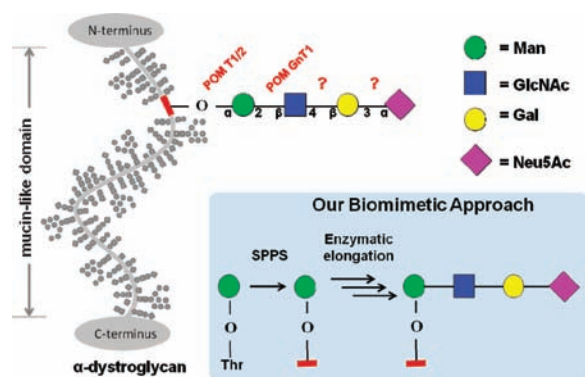 N-terminus
mucin-like domain
POM T1/2
POM GnT1
?
?
O
α 2 β 4 β 3 α
C-terminus
α-dystroglycan
= Man
= GlcNAc
= Gal
= Neu5Ac
Our Biomimetic Approach
SPPS
Enzymatic
elongation
O
O
O
Thr